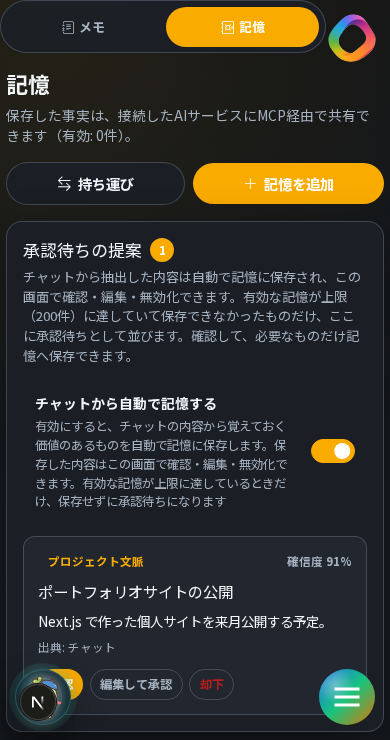 メモ
記憶
記憶
保存した事実は、接続したAIサービスにMCP経由で共有で
きます（有効: 0件）。
持ち運び
記憶を追加
承認待ちの提案 1
チャットから抽出した内容は自動で記憶に保存され、この
画面で確認・編集・無効化できます。有効な記憶が上限
（200件）に達していて保存できなかったものだけ、ここ
に承認待ちとして並びます。確認して、必要なものだけ記
憶へ保存できます。
チャットから自動で記憶する
有効にすると、チャットの内容から覚えておく
価値のあるものを自動で記憶に保存します。保
存した内容はこの画面で確認・編集・無効化で
きます。有効な記憶が上限に達しているときだ
け、保存せずに承認待ちになります
プロジェクト文脈
確信度 91%
ポートフォリオサイトの公開
Next.js で作った個人サイトを来月公開する予定。
出典: チャット
編集して承認
却下
N